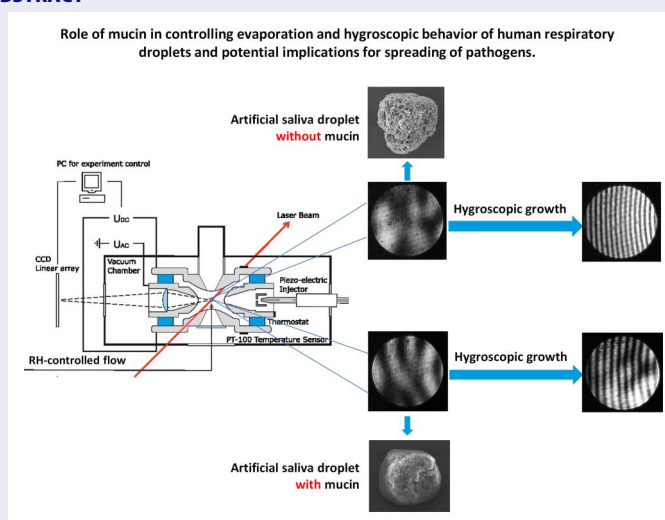 Role of mucin in controlling evaporation and hygroscopic behavior of human respiratory
droplets and potential implications for spreading of pathogens.
Artificial saliva droplet
without mucin
PC for experiment control
Laser Beam
Hygroscopic growth
UDC
UAC
CCD
Linear array
Vacuum
Chamber
Piezo-electric
Injector
Thermostat
PT-100 Temperature Sensor
RH-controlled flow
Hygroscopic growth
Artificial saliva droplet
with mucin